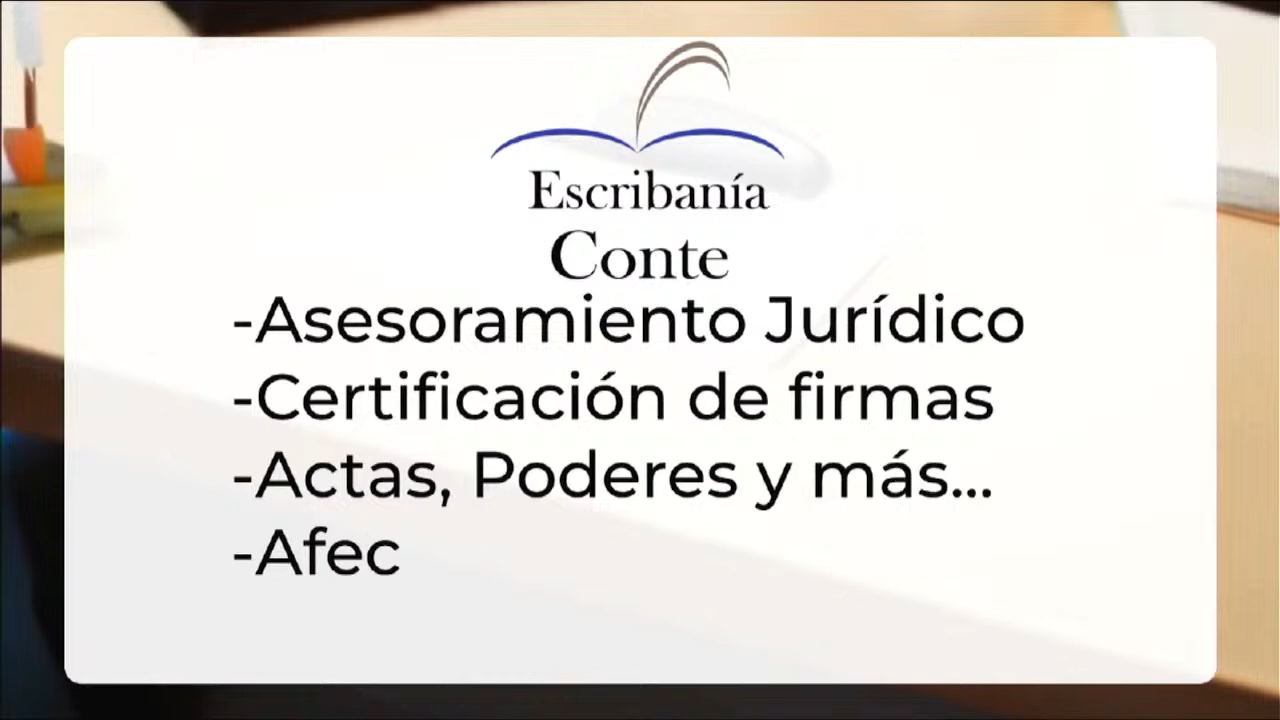 Escribanía
Conte
-Asesoramiento Jurídico
-Certificación de firmas
-Actas, Poderes y más...
-Afec